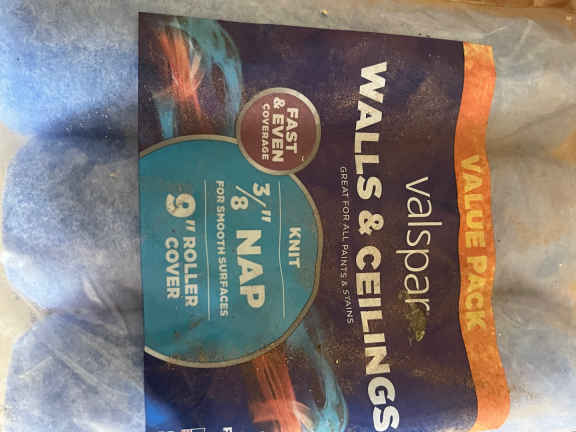 VALUE PACK
valspar
WALLS & CEILINGS
GREAT FOR ALL PAINTS & STAINS
FAST
& EVEN
COVERAGE
KNIT
3/8" NAP
FOR SMOOTH SURFACES
9" ROLLER
COVER